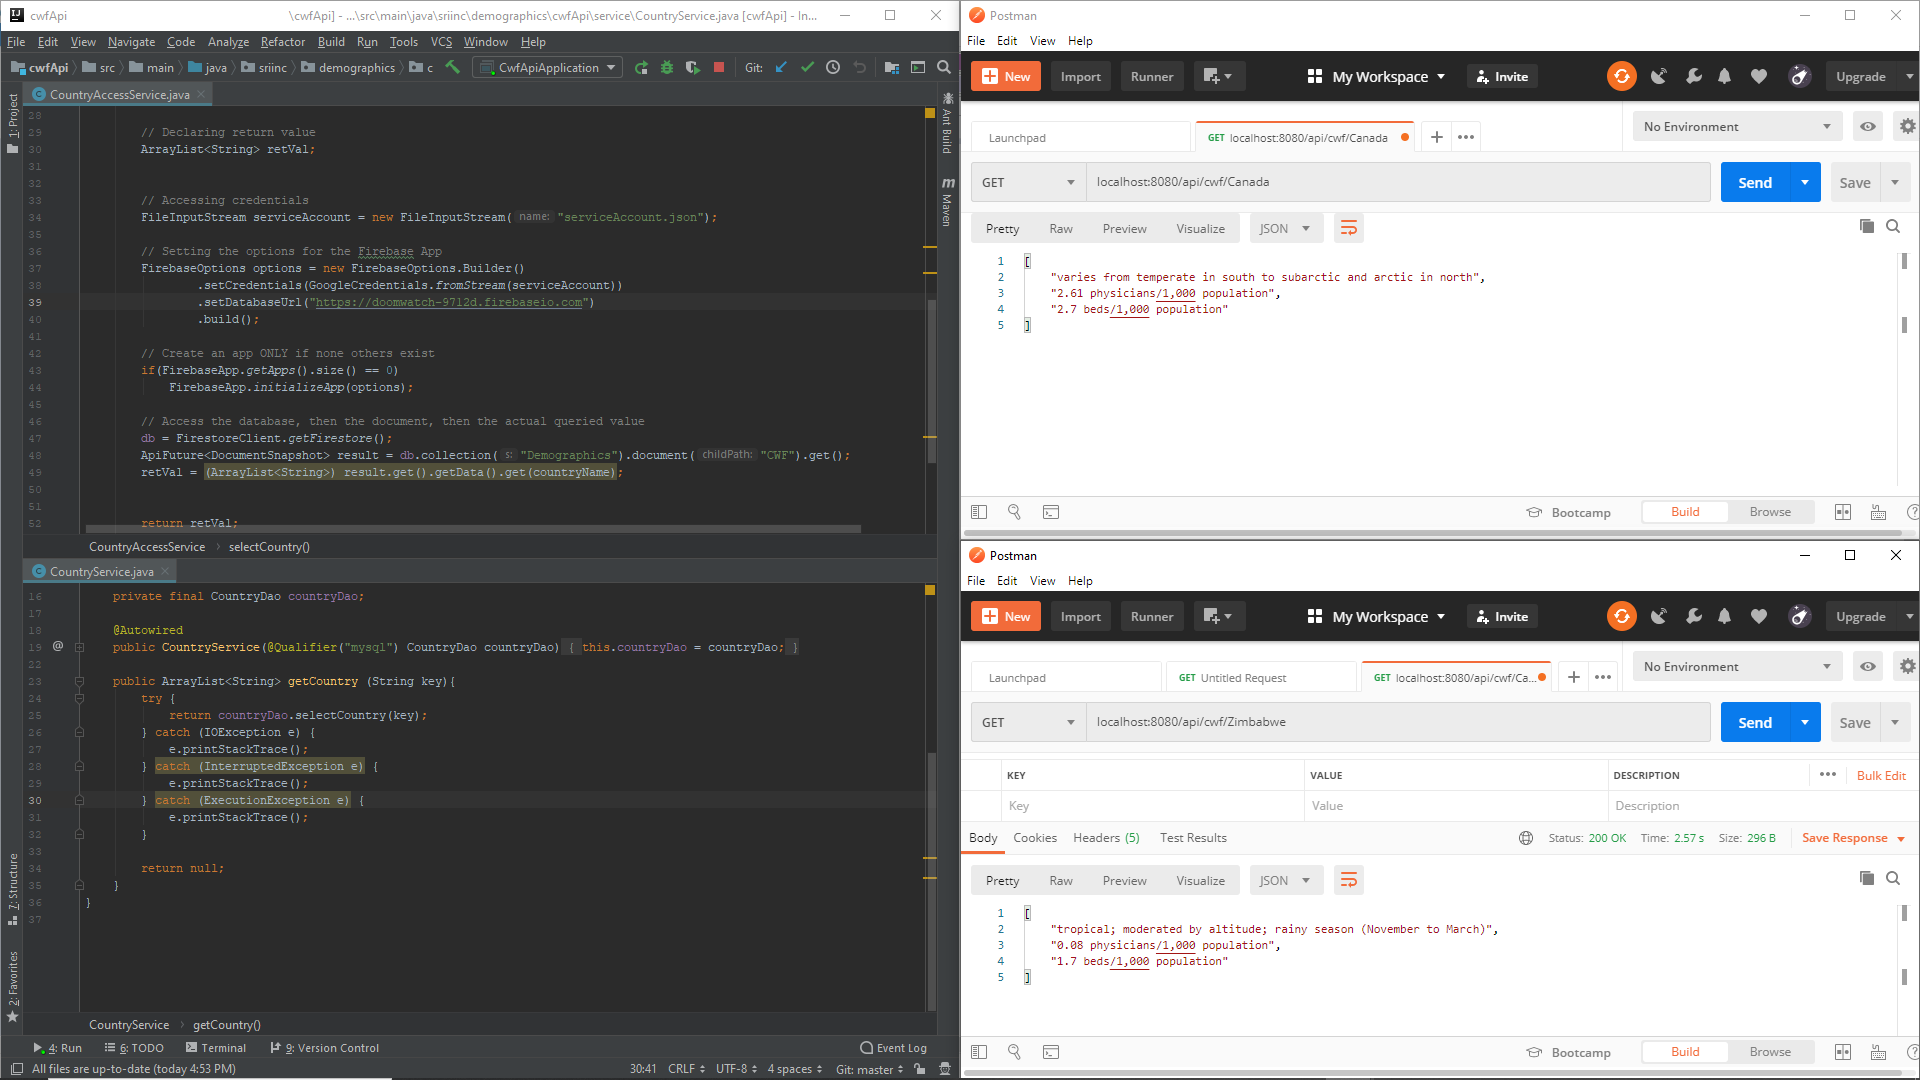 cwfApi
\cwfApi] - ...\src\main\java\sriinc\demographics\cwfApi\service\CountryService.java [cwfApi] - In...
File Edit View Navigate Code Analyze Refactor Build Run Tools VCS Window Help
cwfApi src main java sriinc demographics c CwfApiApplication Git:
1: Project
CountryAccessService.java
28
29 // Declaring return value
30 ArrayList<String> retVal;
31
32
33 // Accessing credentials
34 FileInputStream serviceAccount = new FileInputStream( name: "serviceAccount.json");
35
36 // Setting the options for the Firebase App
37 FirebaseOptions options = new FirebaseOptions.Builder()
38 .setCredentials(GoogleCredentials.fromStream(serviceAccount))
39 .setDatabaseUrl("https://doomwatch-9712d.firebaseio.com")
40 .build();
41
42 // Create an app ONLY if none others exist
43 if(FirebaseApp.getApps().size() == 0)
44 FirebaseApp.initializeApp(options);
45
46 // Access the database, then the document, then the actual queried value
47 db = FirestoreClient.getFirestore();
48 ApiFuture<DocumentSnapshot> result = db.collection( s: "Demographics").document( childPath: "CWF").get();
49 retVal = (ArrayList<String>) result.get().getData().get(countryName);
50
51
52 return retVal;
CountryAccessService › selectCountry()
Ant Build
Maven
CountryService.java
16 private final CountryDao countryDao;
17
18 @Autowired
19 @ public CountryService(@Qualifier("mysql") CountryDao countryDao) { this.countryDao = countryDao; }
22
23 public ArrayList<String> getCountry (String key){
24 try {
25 return countryDao.selectCountry(key);
26 } catch (IOException e) {
27 e.printStackTrace();
28 } catch (InterruptedException e) {
29 e.printStackTrace();
30 } catch (ExecutionException e) {
31 e.printStackTrace();
32 }
33
34 return null;
35 }
36 }
37
7: Structure
2: Favorites
CountryService › getCountry()
4: Run 6: TODO Terminal 9: Version Control Event Log
All files are up-to-date (today 4:53 PM) 30:41 CRLF UTF-8 4 spaces Git: master
Postman
File Edit View Help
New Import Runner My Workspace Invite Upgrade
Launchpad GET localhost:8080/api/cwf/Canada + ••• No Environment
GET localhost:8080/api/cwf/Canada Send Save
Pretty Raw Preview Visualize JSON
1 [
2 "varies from temperate in south to subarctic and arctic in north",
3 "2.61 physicians/1,000 population",
4 "2.7 beds/1,000 population"
5 ]
Bootcamp Build Browse
Postman
File Edit View Help
New Import Runner My Workspace Invite Upgrade
Launchpad GET Untitled Request GET localhost:8080/api/cwf/Ca... + ••• No Environment
GET localhost:8080/api/cwf/Zimbabwe Send Save
KEY VALUE DESCRIPTION ••• Bulk Edit
Key Value Description
Body Cookies Headers (5) Test Results Status: 200 OK Time: 2.57 s Size: 296 B Save Response
Pretty Raw Preview Visualize JSON
1 [
2 "tropical; moderated by altitude; rainy season (November to March)",
3 "0.08 physicians/1,000 population",
4 "1.7 beds/1,000 population"
5 ]
Bootcamp Build Browse